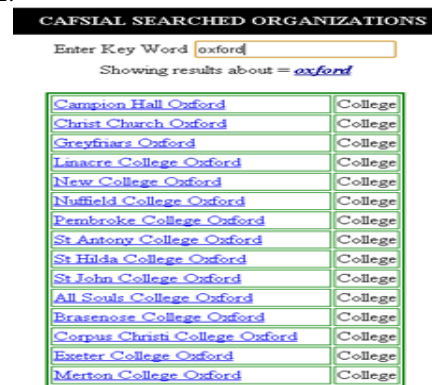 CAFSIAL SEARCHED ORGANIZATIONS
Enter Key Word oxford
Showing results about = oxford
Campion Hall Oxford College
Christ Church Oxford College
Greyfriars Oxford College
Linacre College Oxford College
New College Oxford College
Nuffield College Oxford College
Pembroke College Oxford College
St Antony College Oxford College
St Hilda College Oxford College
St John College Oxford College
All Souls College Oxford College
Brasenose College Oxford College
Corpus Christi College Oxford College
Exeter College Oxford College
Merton College Oxford College